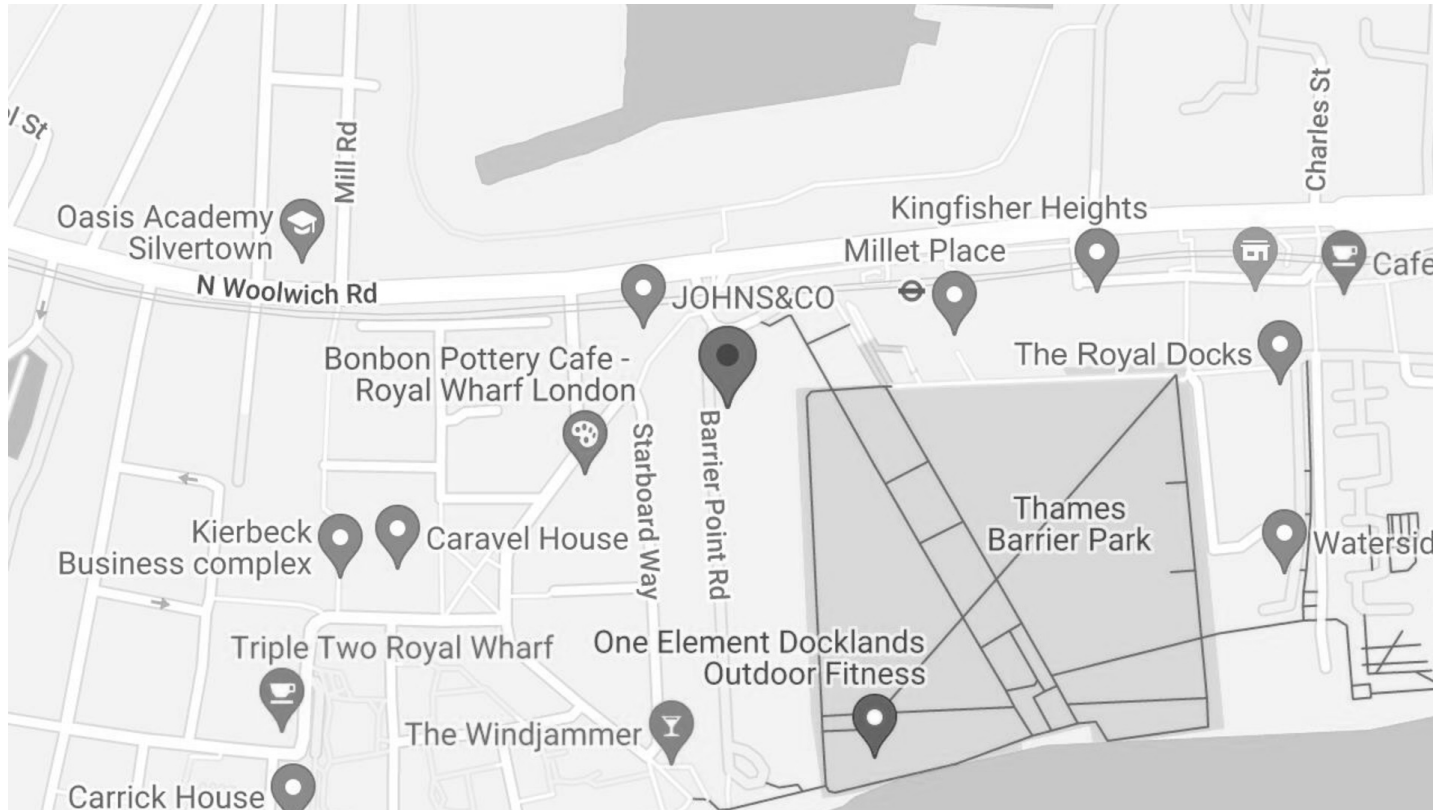 l St
Mill Rd
Charles St
Oasis Academy
Silvertown
Kingfisher Heights
Millet Place
Cafe
N Woolwich Rd
JOHNS&CO
The Royal Docks
Bonbon Pottery Cafe -
Royal Wharf London
Starboard Way
Barrier Point Rd
Thames
Barrier Park
Kierbeck
Business complex
Caravel House
Watersid
Triple Two Royal Wharf
One Element Docklands
Outdoor Fitness
The Windjammer
Carrick House